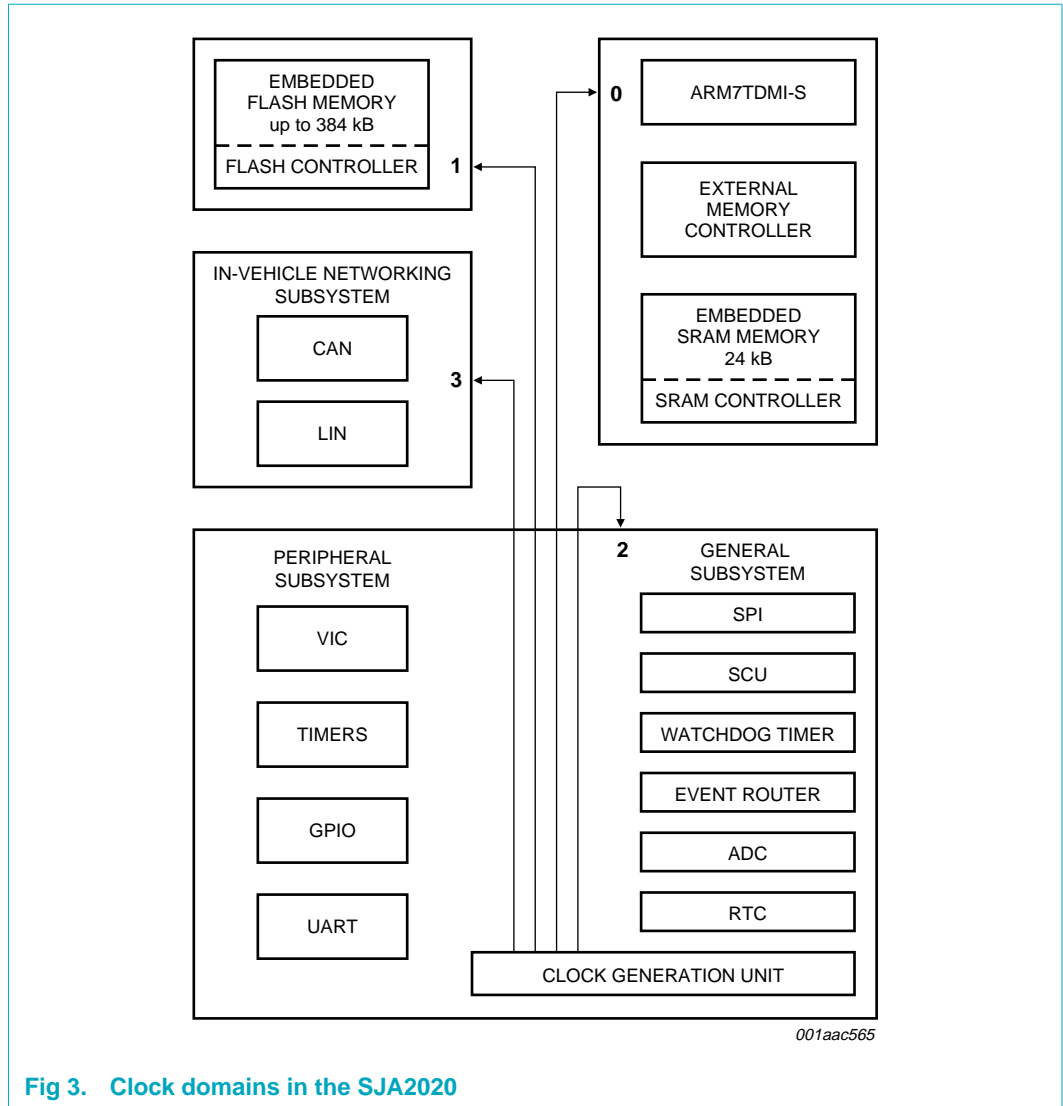 EMBEDDED
FLASH MEMORY
up to 384 kB
FLASH CONTROLLER
1
IN-VEHICLE NETWORKING
SUBSYSTEM
CAN
3
LIN
0
ARM7TDMI-S
EXTERNAL
MEMORY
CONTROLLER
EMBEDDED
SRAM MEMORY
24 kB
SRAM CONTROLLER
PERIPHERAL
SUBSYSTEM
VIC
TIMERS
GPIO
UART
2
GENERAL
SUBSYSTEM
SPI
SCU
WATCHDOG TIMER
EVENT ROUTER
ADC
RTC
CLOCK GENERATION UNIT
001aac565
Fig 3. Clock domains in the SJA2020